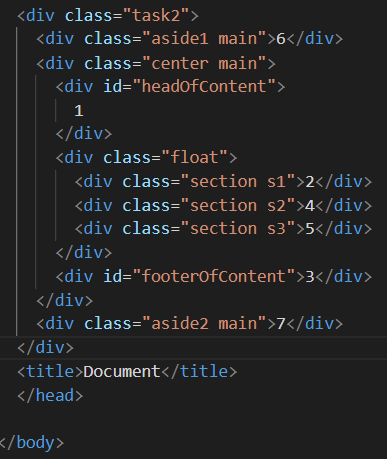 <div class="task2">
<div class="aside1 main">6</div>
<div class="center main">
<div id="headOfContent">
1
</div>
<div class="float">
<div class="section s1">2</div>
<div class="section s2">4</div>
<div class="section s3">5</div>
</div>
<div id="footerOfContent">3</div>
</div>
<div class="aside2 main">7</div>
</div>
<title>Document</title>
</head>
</body>